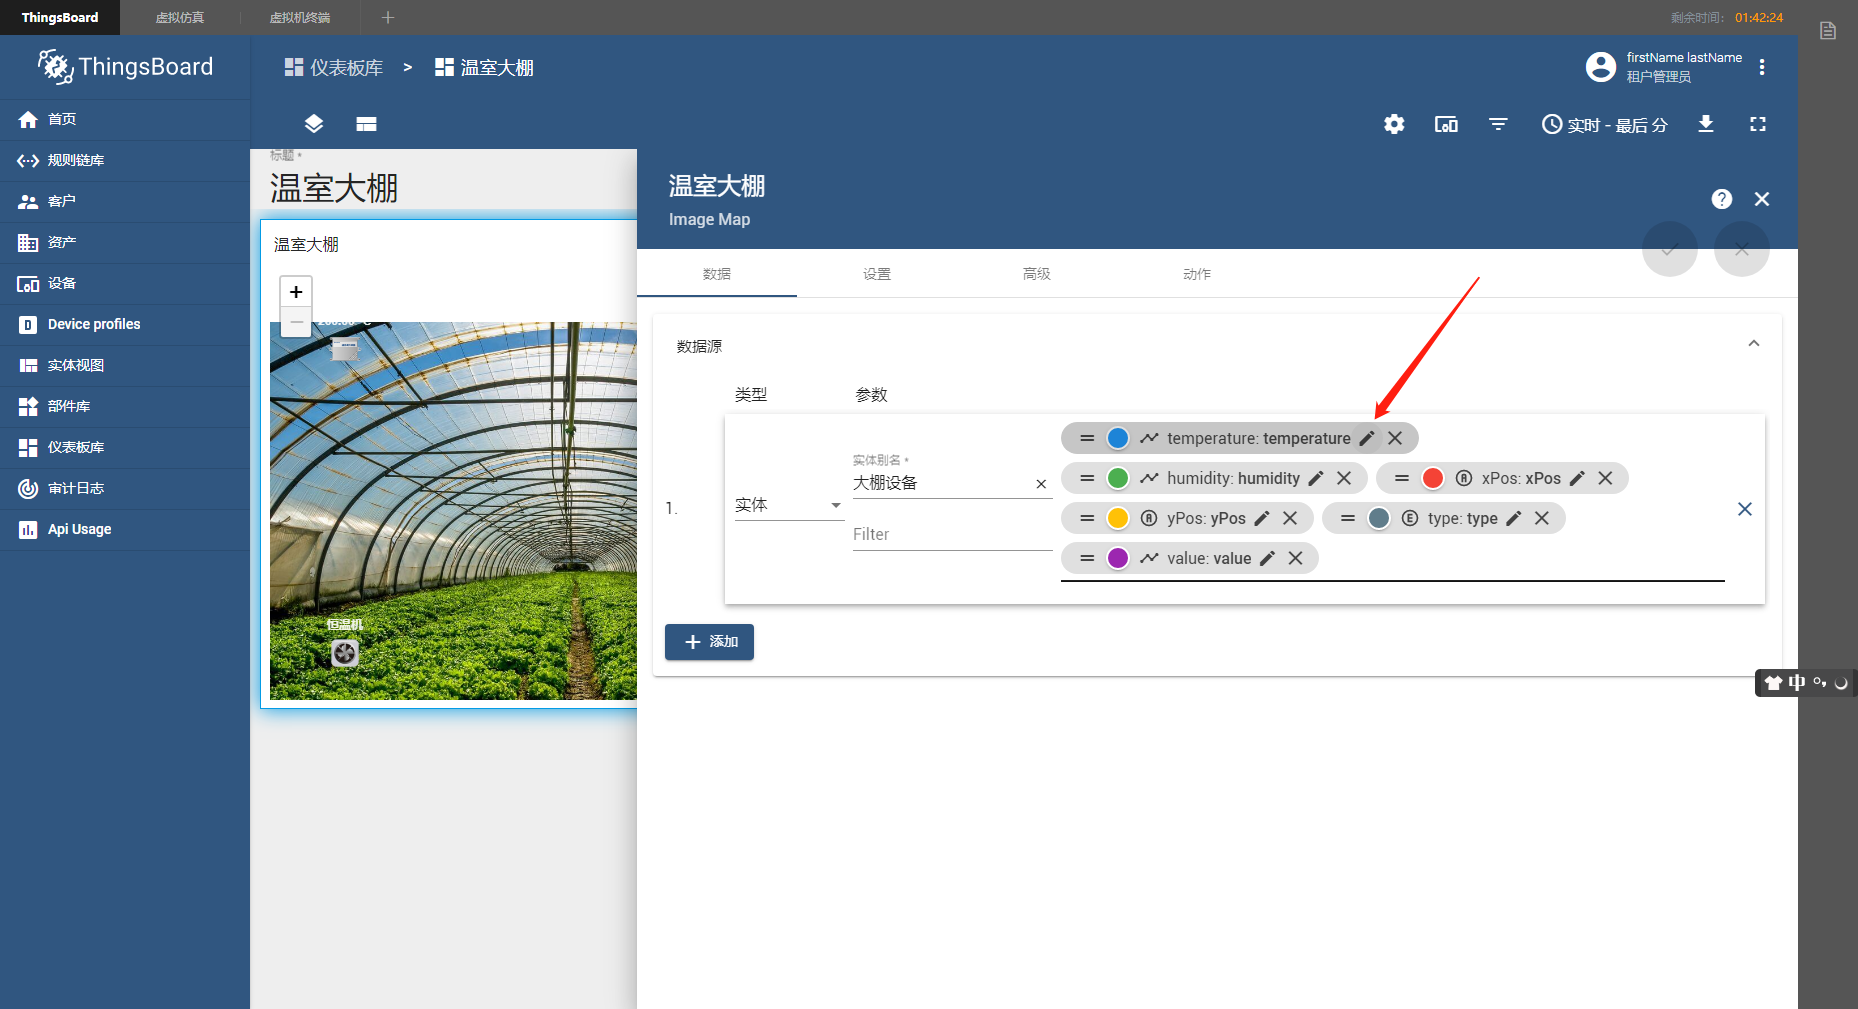 ThingsBoard
虚拟仿真
虚拟机终端
剩余时间： 01:42:24
ThingsBoard
仪表板库 > 温室大棚
firstName lastName
租户管理员
首页
规则链库
客户
资产
设备
Device profiles
实体视图
部件库
仪表板库
审计日志
Api Usage
实时 - 最后 分
标题 *
温室大棚
温室大棚
+
−
恒温机
温室大棚
Image Map
数据
设置
高级
动作
数据源
类型
参数
1.
实体
实体别名 *
大棚设备
Filter
temperature: temperature
humidity: humidity
xPos: xPos
yPos: yPos
type: type
value: value
+ 添加
中